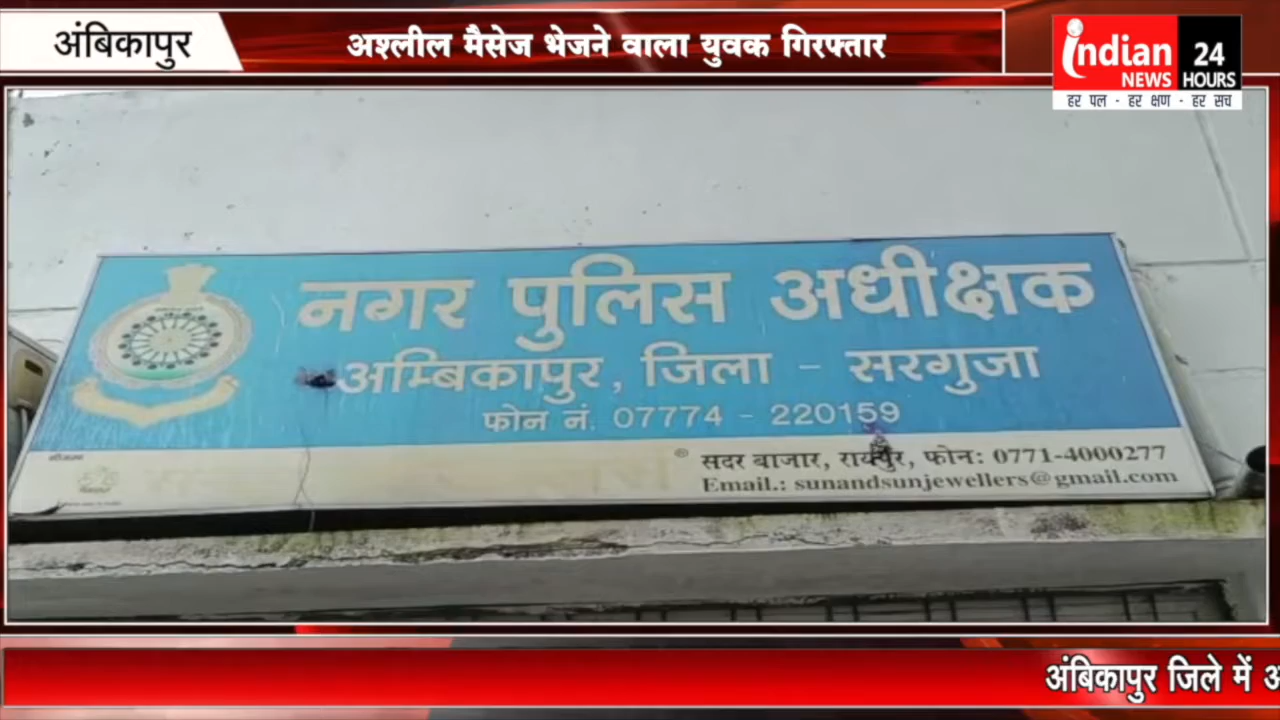 अंबिकापुर
अश्लील मैसेज भेजने वाला युवक गिरफ्तार
indian
NEWS
24
HOURS
हर पल - हर क्षण - हर सच
नगर पुलिस अधीक्षक
अम्बिकापुर, जिला - सरगुजा
फोन नं. 07774 - 220159
सदर बाजार, रायपुर, फोन: 0771-4000277
Email.: sunandsunjewellers@gmail.com
अंबिकापुर जिले में